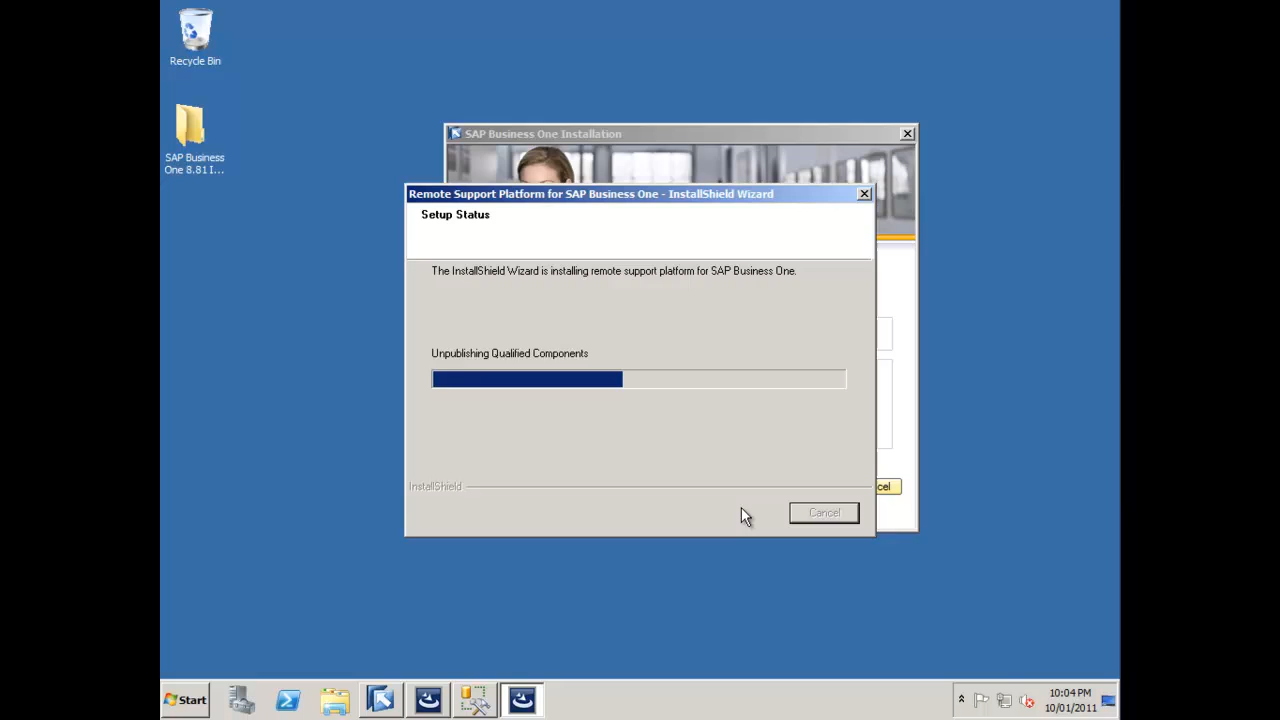 Recycle Bin
SAP Business
One 8.81 I...
SAP Business One Installation
Remote Support Platform for SAP Business One - InstallShield Wizard
Setup Status
The InstallShield Wizard is installing remote support platform for SAP Business One.
Unpublishing Qualified Components
InstallShield
Cancel
cel
Start
10:04 PM
10/01/2011